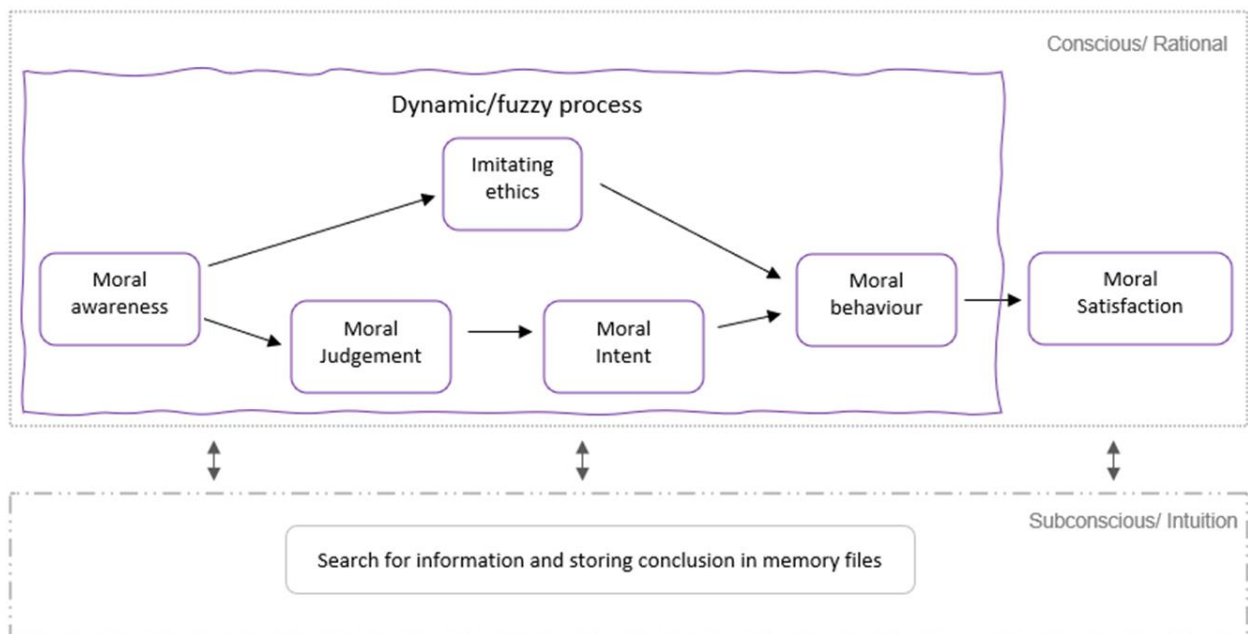 Conscious/ Rational
Dynamic/fuzzy process
Imitating
ethics
Moral
awareness
Moral
Judgement
Moral
Intent
Moral
behaviour
Moral
Satisfaction
Subconscious/ Intuition
Search for information and storing conclusion in memory files